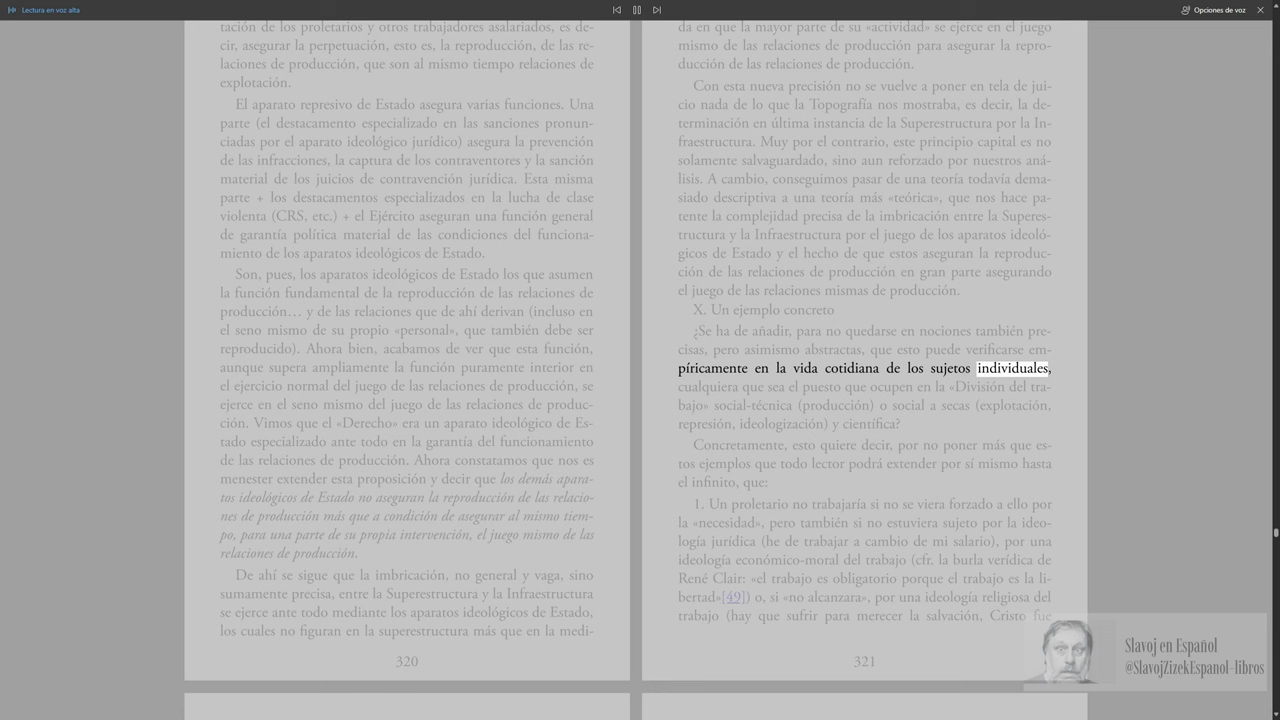 Lectura en voz alta
Opciones de voz
tación de los proletarios y otros trabajadores asalariados, es de-
cir, asegurar la perpetuación, esto es, la reproducción, de las re-
laciones de producción, que son al mismo tiempo relaciones de
explotación.
El aparato represivo de Estado asegura varias funciones. Una
parte (el destacamento especializado en las sanciones pronun-
ciadas por el aparato ideológico jurídico) asegura la prevención
de las infracciones, la captura de los contraventores y la sanción
material de los juicios de contravención jurídica. Esta misma
parte + los destacamentos especializados en la lucha de clase
violenta (CRS, etc.) + el Ejército aseguran una función general
de garantía política material de las condiciones del funciona-
miento de los aparatos ideológicos de Estado.
Son, pues, los aparatos ideológicos de Estado los que asumen
la función fundamental de la reproducción de las relaciones de
producción… y de las relaciones que de ahí derivan (incluso en
el seno mismo de su propio «personal», que también debe ser
reproducido). Ahora bien, acabamos de ver que esta función,
aunque supera ampliamente la función puramente interior en
el ejercicio normal del juego de las relaciones de producción, se
ejerce en el seno mismo del juego de las relaciones de produc-
ción. Vimos que el «Derecho» era un aparato ideológico de Es-
tado especializado ante todo en la garantía del funcionamiento
de las relaciones de producción. Ahora constatamos que nos es
menester extender esta proposición y decir que los demás apara-
tos ideológicos de Estado no aseguran la reproducción de las relacio-
nes de producción más que a condición de asegurar al mismo tiem-
po, para una parte de su propia intervención, el juego mismo de las
relaciones de producción.
De ahí se sigue que la imbricación, no general y vaga, sino
sumamente precisa, entre la Superestructura y la Infraestructura
se ejerce ante todo mediante los aparatos ideológicos de Estado,
los cuales no figuran en la superestructura más que en la medi-
320
da en que la mayor parte de su «actividad» se ejerce en el juego
mismo de las relaciones de producción para asegurar la repro-
ducción de las relaciones de producción.
Con esta nueva precisión no se vuelve a poner en tela de jui-
cio nada de lo que la Topografía nos mostraba, es decir, la de-
terminación en última instancia de la Superestructura por la In-
fraestructura. Muy por el contrario, este principio capital es no
solamente salvaguardado, sino aun reforzado por nuestros aná-
lisis. A cambio, conseguimos pasar de una teoría todavía dema-
siado descriptiva a una teoría más «teórica», que nos hace pa-
tente la complejidad precisa de la imbricación entre la Superes-
tructura y la Infraestructura por el juego de los aparatos ideoló-
gicos de Estado y el hecho de que estos aseguran la reproduc-
ción de las relaciones de producción en gran parte asegurando
el juego de las relaciones mismas de producción.
X. Un ejemplo concreto
¿Se ha de añadir, para no quedarse en nociones también pre-
cisas, pero asimismo abstractas, que esto puede verificarse em-
píricamente en la vida cotidiana de los sujetos individuales,
cualquiera que sea el puesto que ocupen en la «División del tra-
bajo» social-técnica (producción) o social a secas (explotación,
represión, ideologización) y científica?
Concretamente, esto quiere decir, por no poner más que es-
tos ejemplos que todo lector podrá extender por sí mismo hasta
el infinito, que:
1. Un proletario no trabajaría si no se viera forzado a ello por
la «necesidad», pero también si no estuviera sujeto por la ideo-
logía jurídica (he de trabajar a cambio de mi salario), por una
ideología económico-moral del trabajo (cfr. la burla verídica de
René Clair: «el trabajo es obligatorio porque el trabajo es la li-
bertad»[49]) o, si «no alcanzara», por una ideología religiosa del
trabajo (hay que sufrir para merecer la salvación, Cristo fue
321
Slavoj en Español
@SlavojZizekEspanol-libros